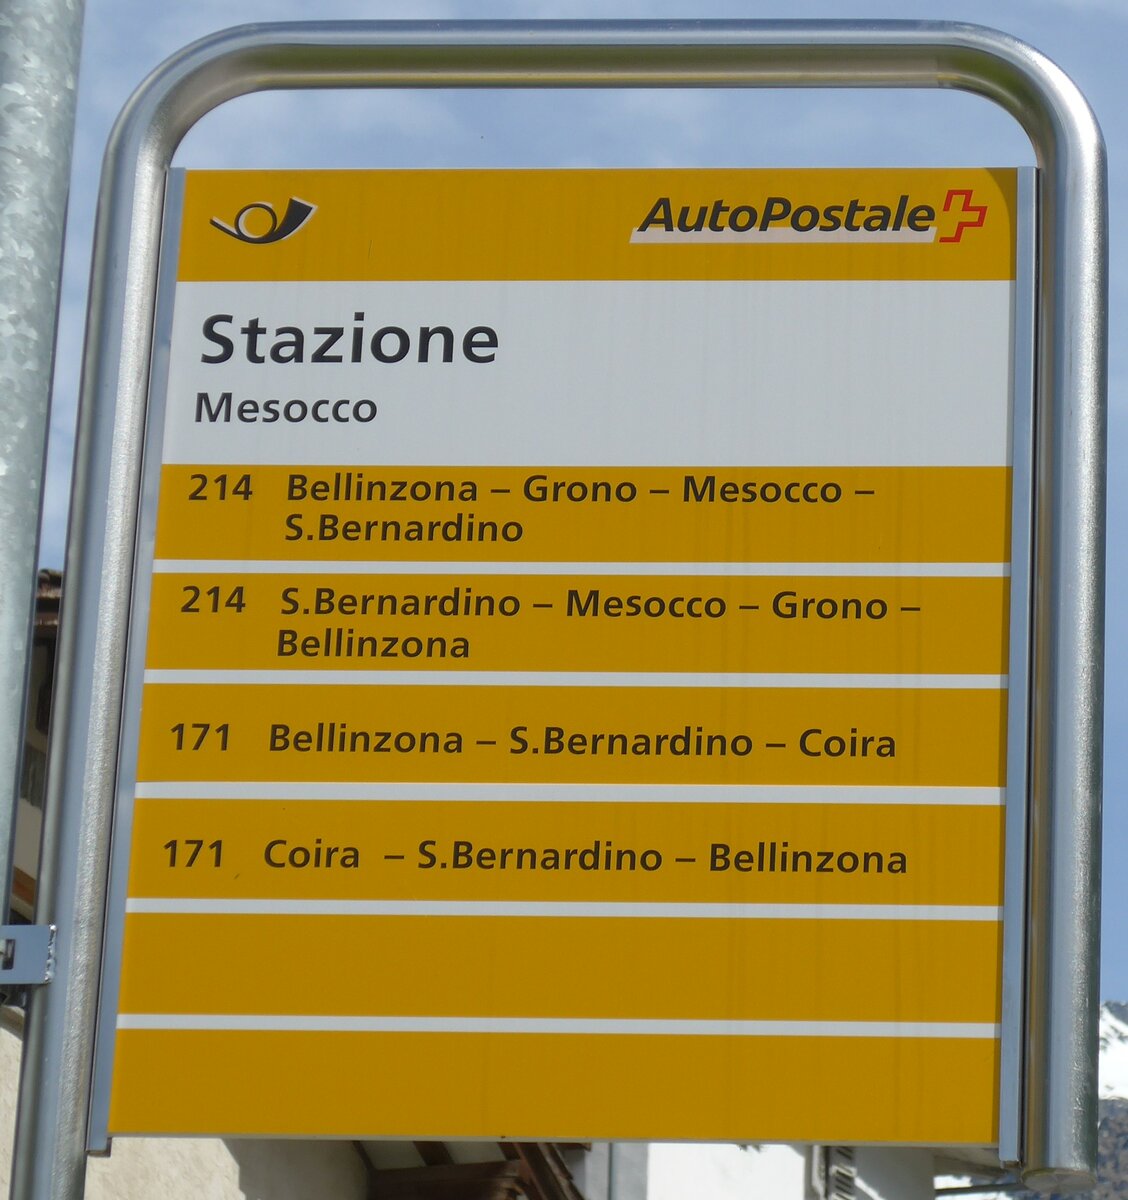 AutoPostale
Stazione
Mesocco
214 Bellinzona – Grono – Mesocco –
S.Bernardino
214 S.Bernardino – Mesocco – Grono –
Bellinzona
171 Bellinzona – S.Bernardino – Coira
171 Coira – S.Bernardino – Bellinzona